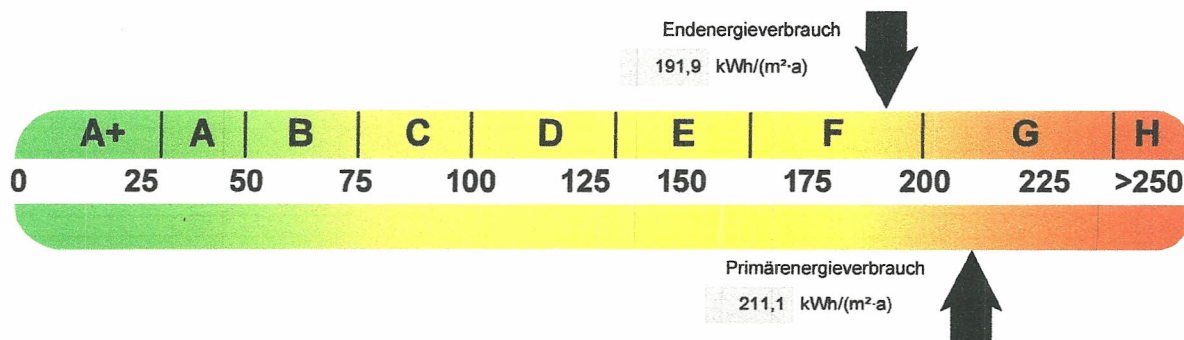 Endenergieverbrauch
191,9 kWh/(m²·a)
A+ A B C D E F G H
0 25 50 75 100 125 150 175 200 225 >250
Primärenergieverbrauch
211,1 kWh/(m²·a)